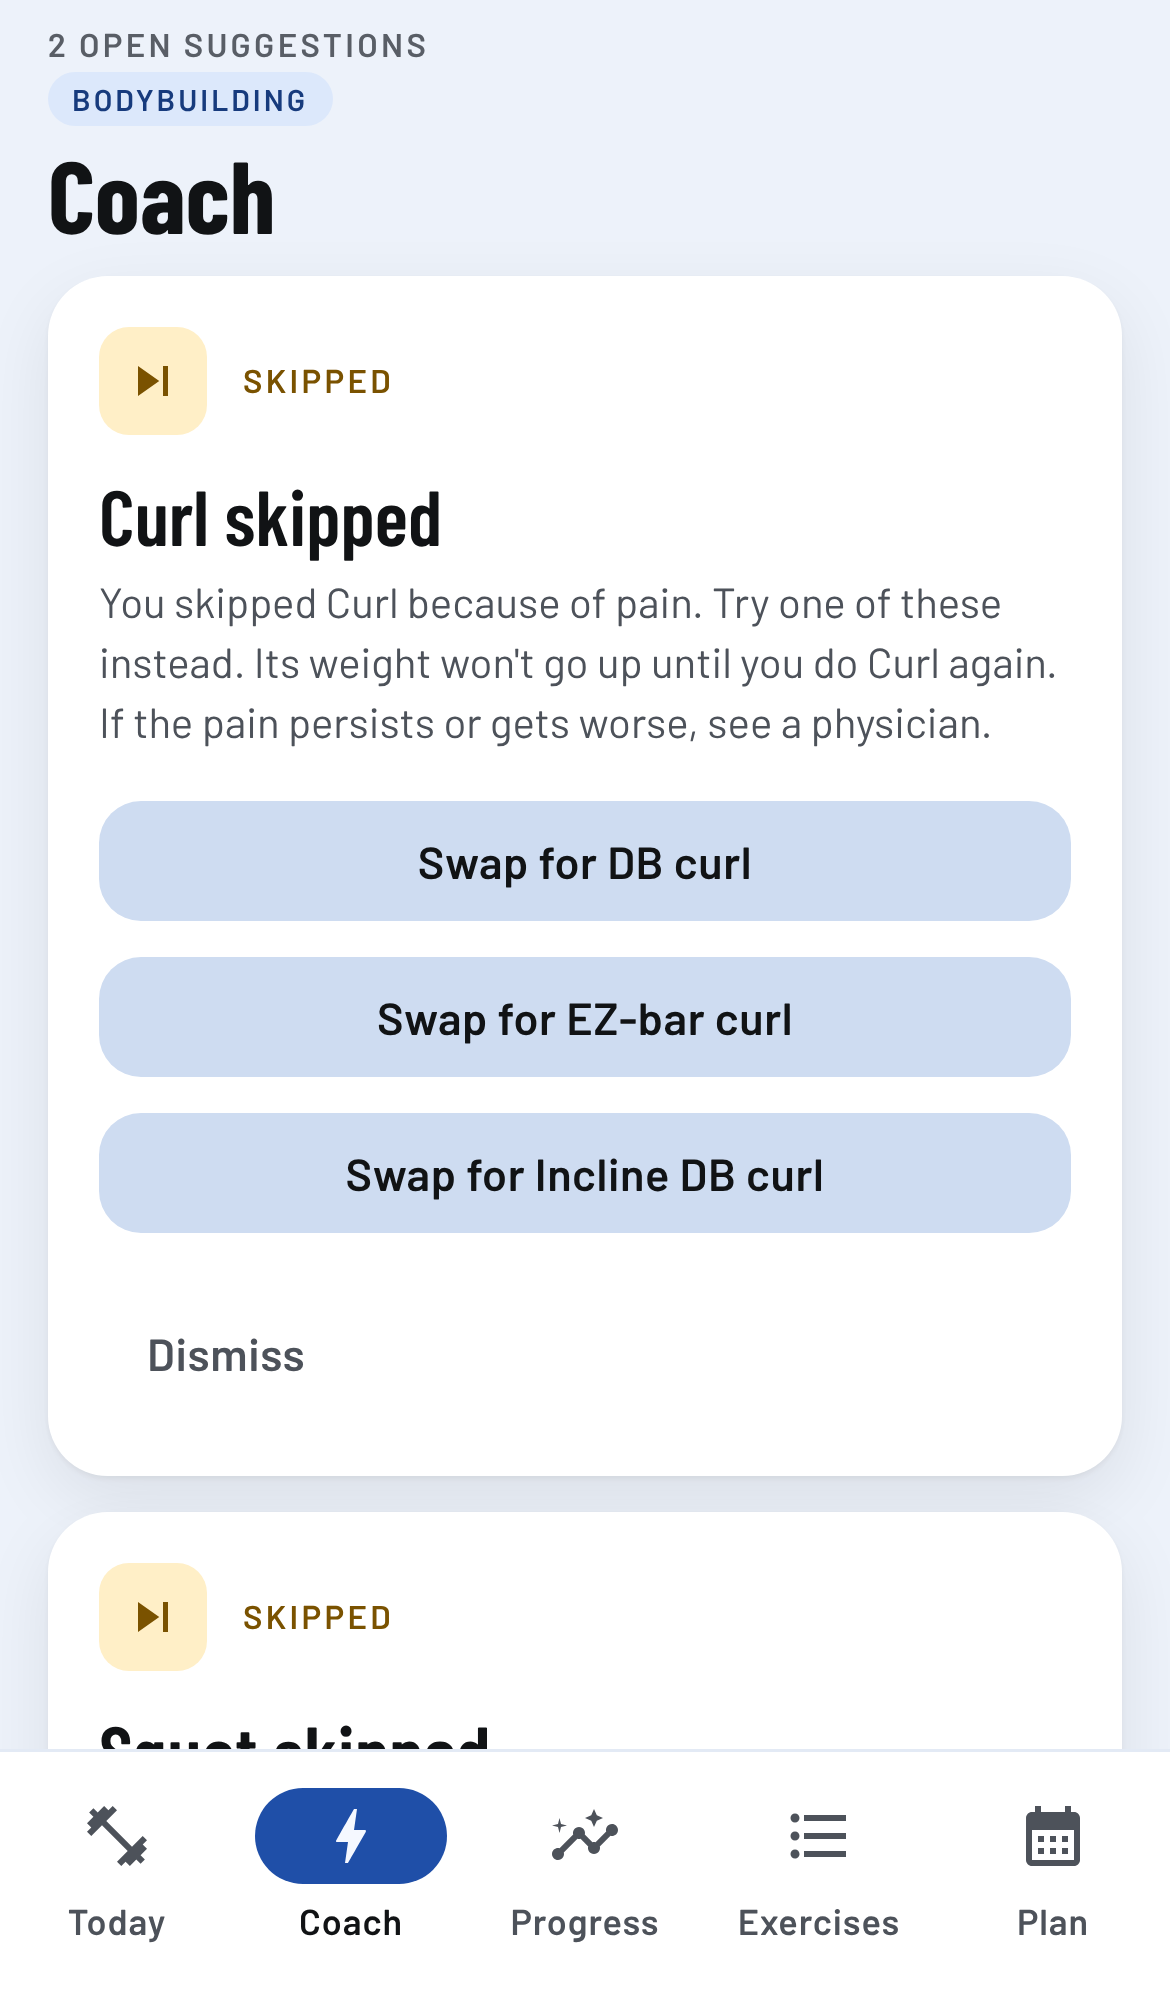 2 OPEN SUGGESTIONS
BODYBUILDING
Coach
SKIPPED
Curl skipped
You skipped Curl because of pain. Try one of these
instead. Its weight won't go up until you do Curl again.
If the pain persists or gets worse, see a physician.
Swap for DB curl
Swap for EZ-bar curl
Swap for Incline DB curl
Dismiss
SKIPPED
Squat skipped
Today
Coach
Progress
Exercises
Plan